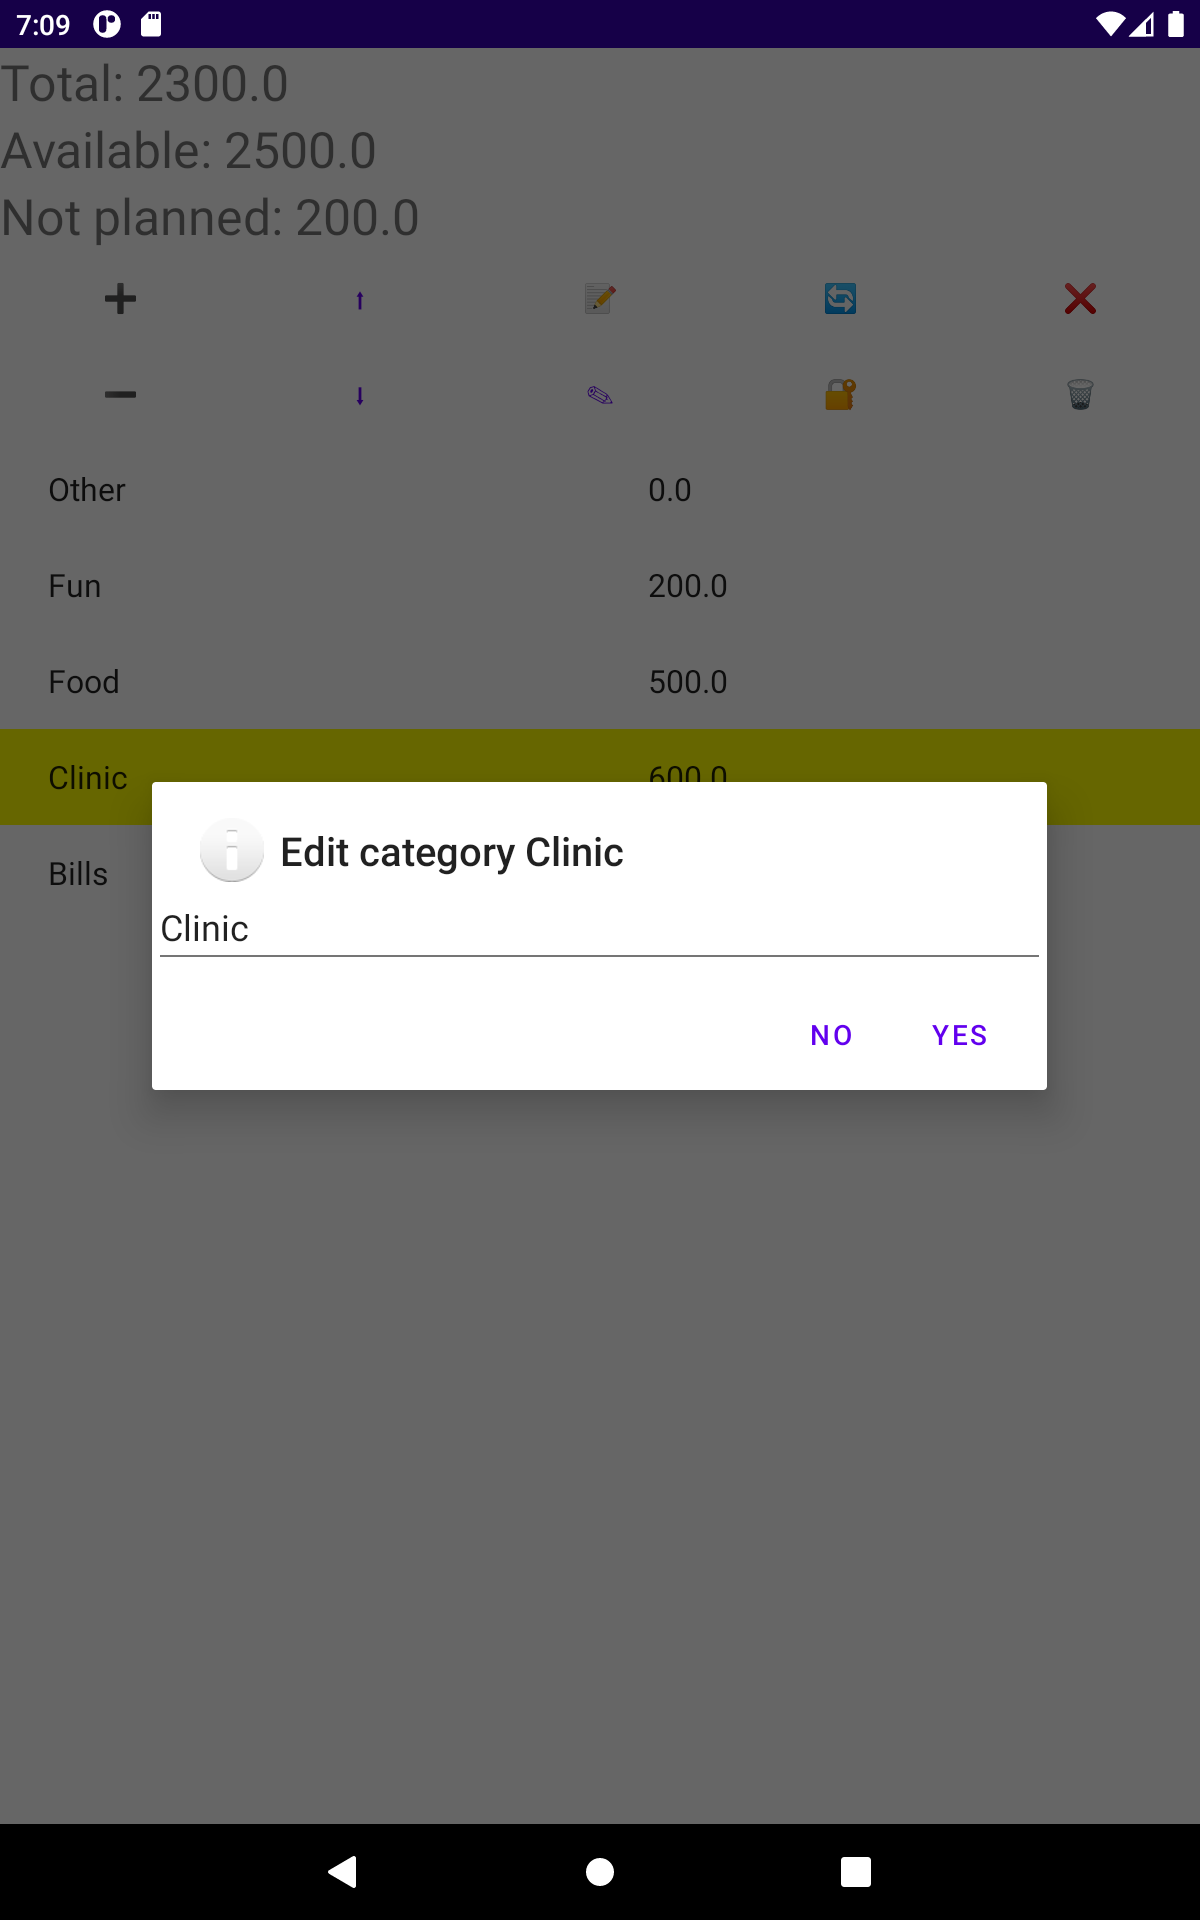 7:09
Total: 2300.0
Available: 2500.0
Not planned: 200.0
Other 0.0
Fun 200.0
Food 500.0
Clinic 600.0
Bills
Edit category Clinic
Clinic
NO YES